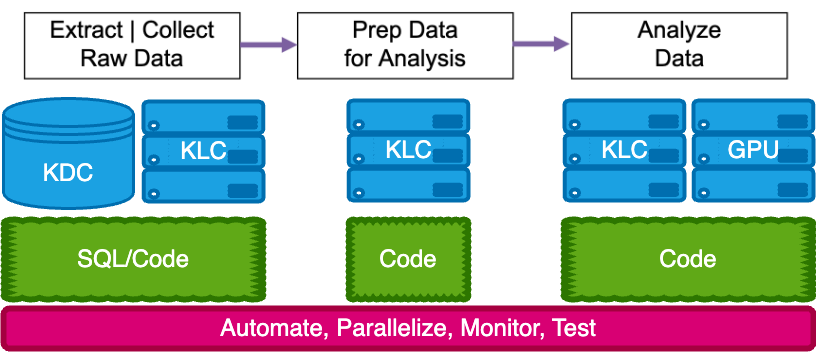 Extract | Collect
Raw Data
Prep Data
for Analysis
Analyze
Data
KDC
KLC
KLC
KLC
GPU
SQL/Code
Code
Code
Automate, Parallelize, Monitor, Test